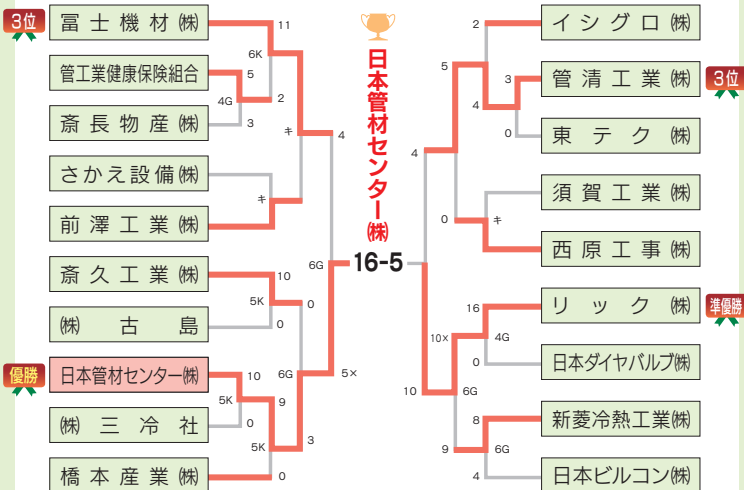 3位
冨士機材㈱
管工業健康保険組合
斎長物産㈱
さかえ設備㈱
前澤工業㈱
斎久工業㈱
㈱古島
優勝
日本管材センター㈱
㈱三冷社
橋本産業㈱
11
6K
5
4G
2
3
キ
キ
4
6G
10
5K
0
0
6G
5×
10
5K
9
0
5K
3
0
日本管材センター㈱
16-5
2
5
3
4
0
4
0
キ
16
10×
4G
0
10
6G
8
9
6G
4
イシグロ㈱
管清工業㈱
3位
東テク㈱
須賀工業㈱
西原工事㈱
リック㈱
準優勝
日本ダイヤバルブ㈱
新菱冷熱工業㈱
日本ビルコン㈱